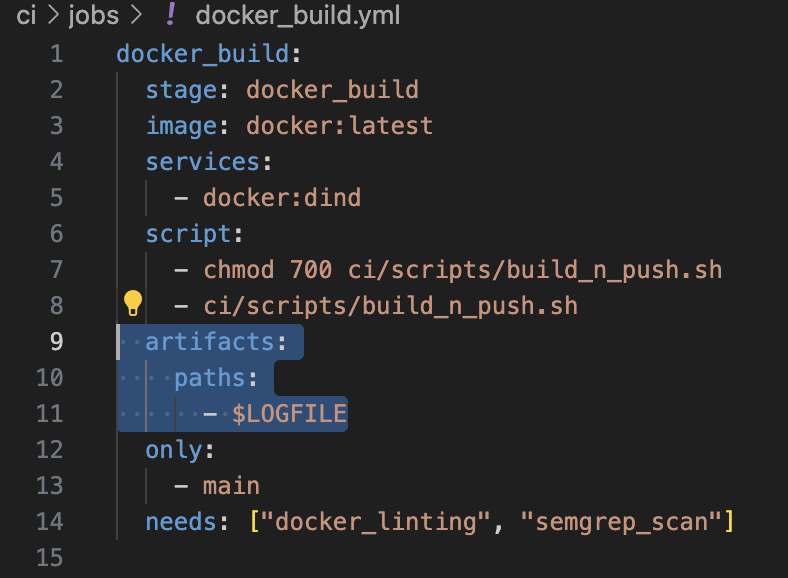 ci > jobs > ! docker_build.yml
1 docker_build:
2 stage: docker_build
3 image: docker:latest
4 services:
5 - docker:dind
6 script:
7 - chmod 700 ci/scripts/build_n_push.sh
8 - ci/scripts/build_n_push.sh
9 artifacts:
10 paths:
11 - $LOGFILE
12 only:
13 - main
14 needs: ["docker_linting", "semgrep_scan"]
15